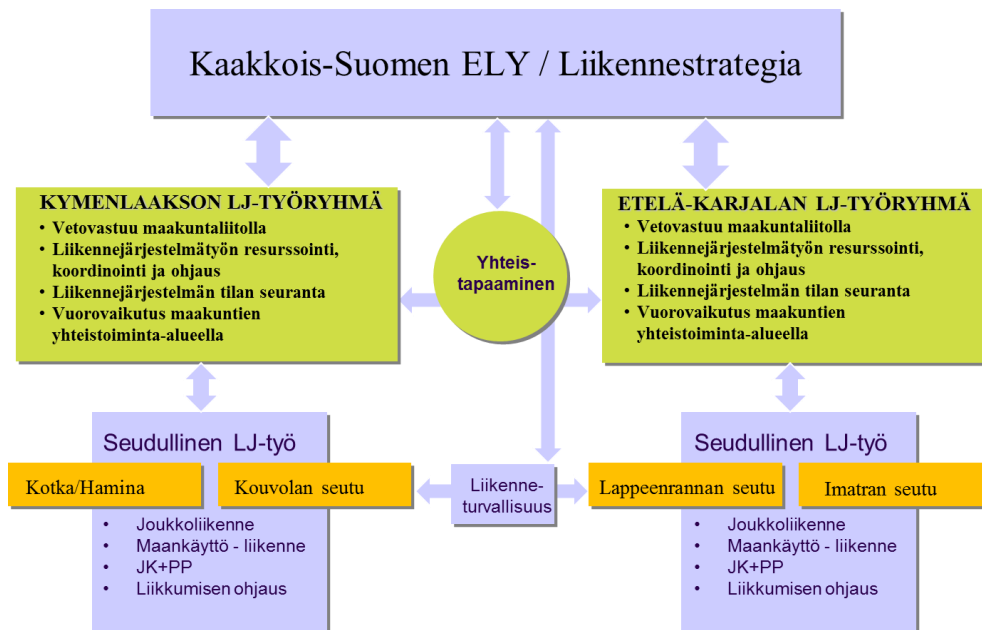 Kaakkois-Suomen ELY / Liikennestrategia
KYMENLAAKSON LJ-TYÖRYHMÄ
• Vetovastuu maakuntaliitolla
• Liikennejärjestelmätyön resurssointi,
koordinointi ja ohjaus
• Liikennejärjestelmän tilan seuranta
• Vuorovaikutus maakuntien
yhteistoiminta-alueella
Yhteis-
tapaaminen
ETELÄ-KARJALAN LJ-TYÖRYHMÄ
• Vetovastuu maakuntaliitolla
• Liikennejärjestelmätyön resurssointi,
koordinointi ja ohjaus
• Liikennejärjestelmän tilan seuranta
• Vuorovaikutus maakuntien
yhteistoiminta-alueella
Seudullinen LJ-työ
Kotka/Hamina
Kouvolan seutu
• Joukkoliikenne
• Maankäyttö - liikenne
• JK+PP
• Liikkumisen ohjaus
Liikenne-
turvallisuus
Seudullinen LJ-työ
Lappeenrannan seutu
Imatran seutu
• Joukkoliikenne
• Maankäyttö - liikenne
• JK+PP
• Liikkumisen ohjaus